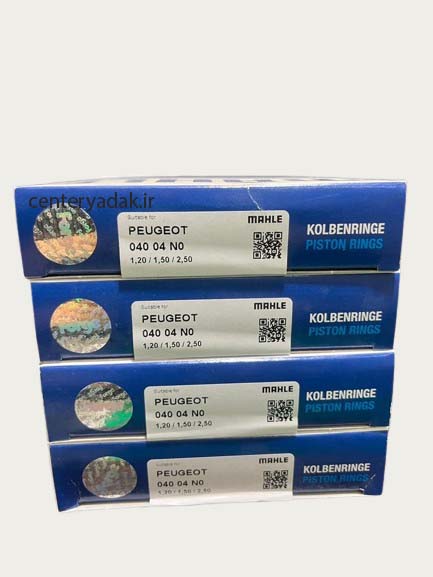 centeryadak.ir
Suitable for
MAHLE
PEUGEOT
040 04 N0
1,20 / 1,50 / 2,50
KOLBENRINGE
PISTON RINGS
Suitable for
MAHLE
PEUGEOT
040 04 N0
1,20 / 1,50 / 2,50
KOLBENRINGE
PISTON RINGS
Suitable for
MAHLE
PEUGEOT
040 04 N0
1,20 / 1,50 / 2,50
KOLBENRINGE
PISTON RINGS
Suitable for
MAHLE
PEUGEOT
040 04 N0
1,20 / 1,50 / 2,50
KOLBENRINGE
PISTON RINGS